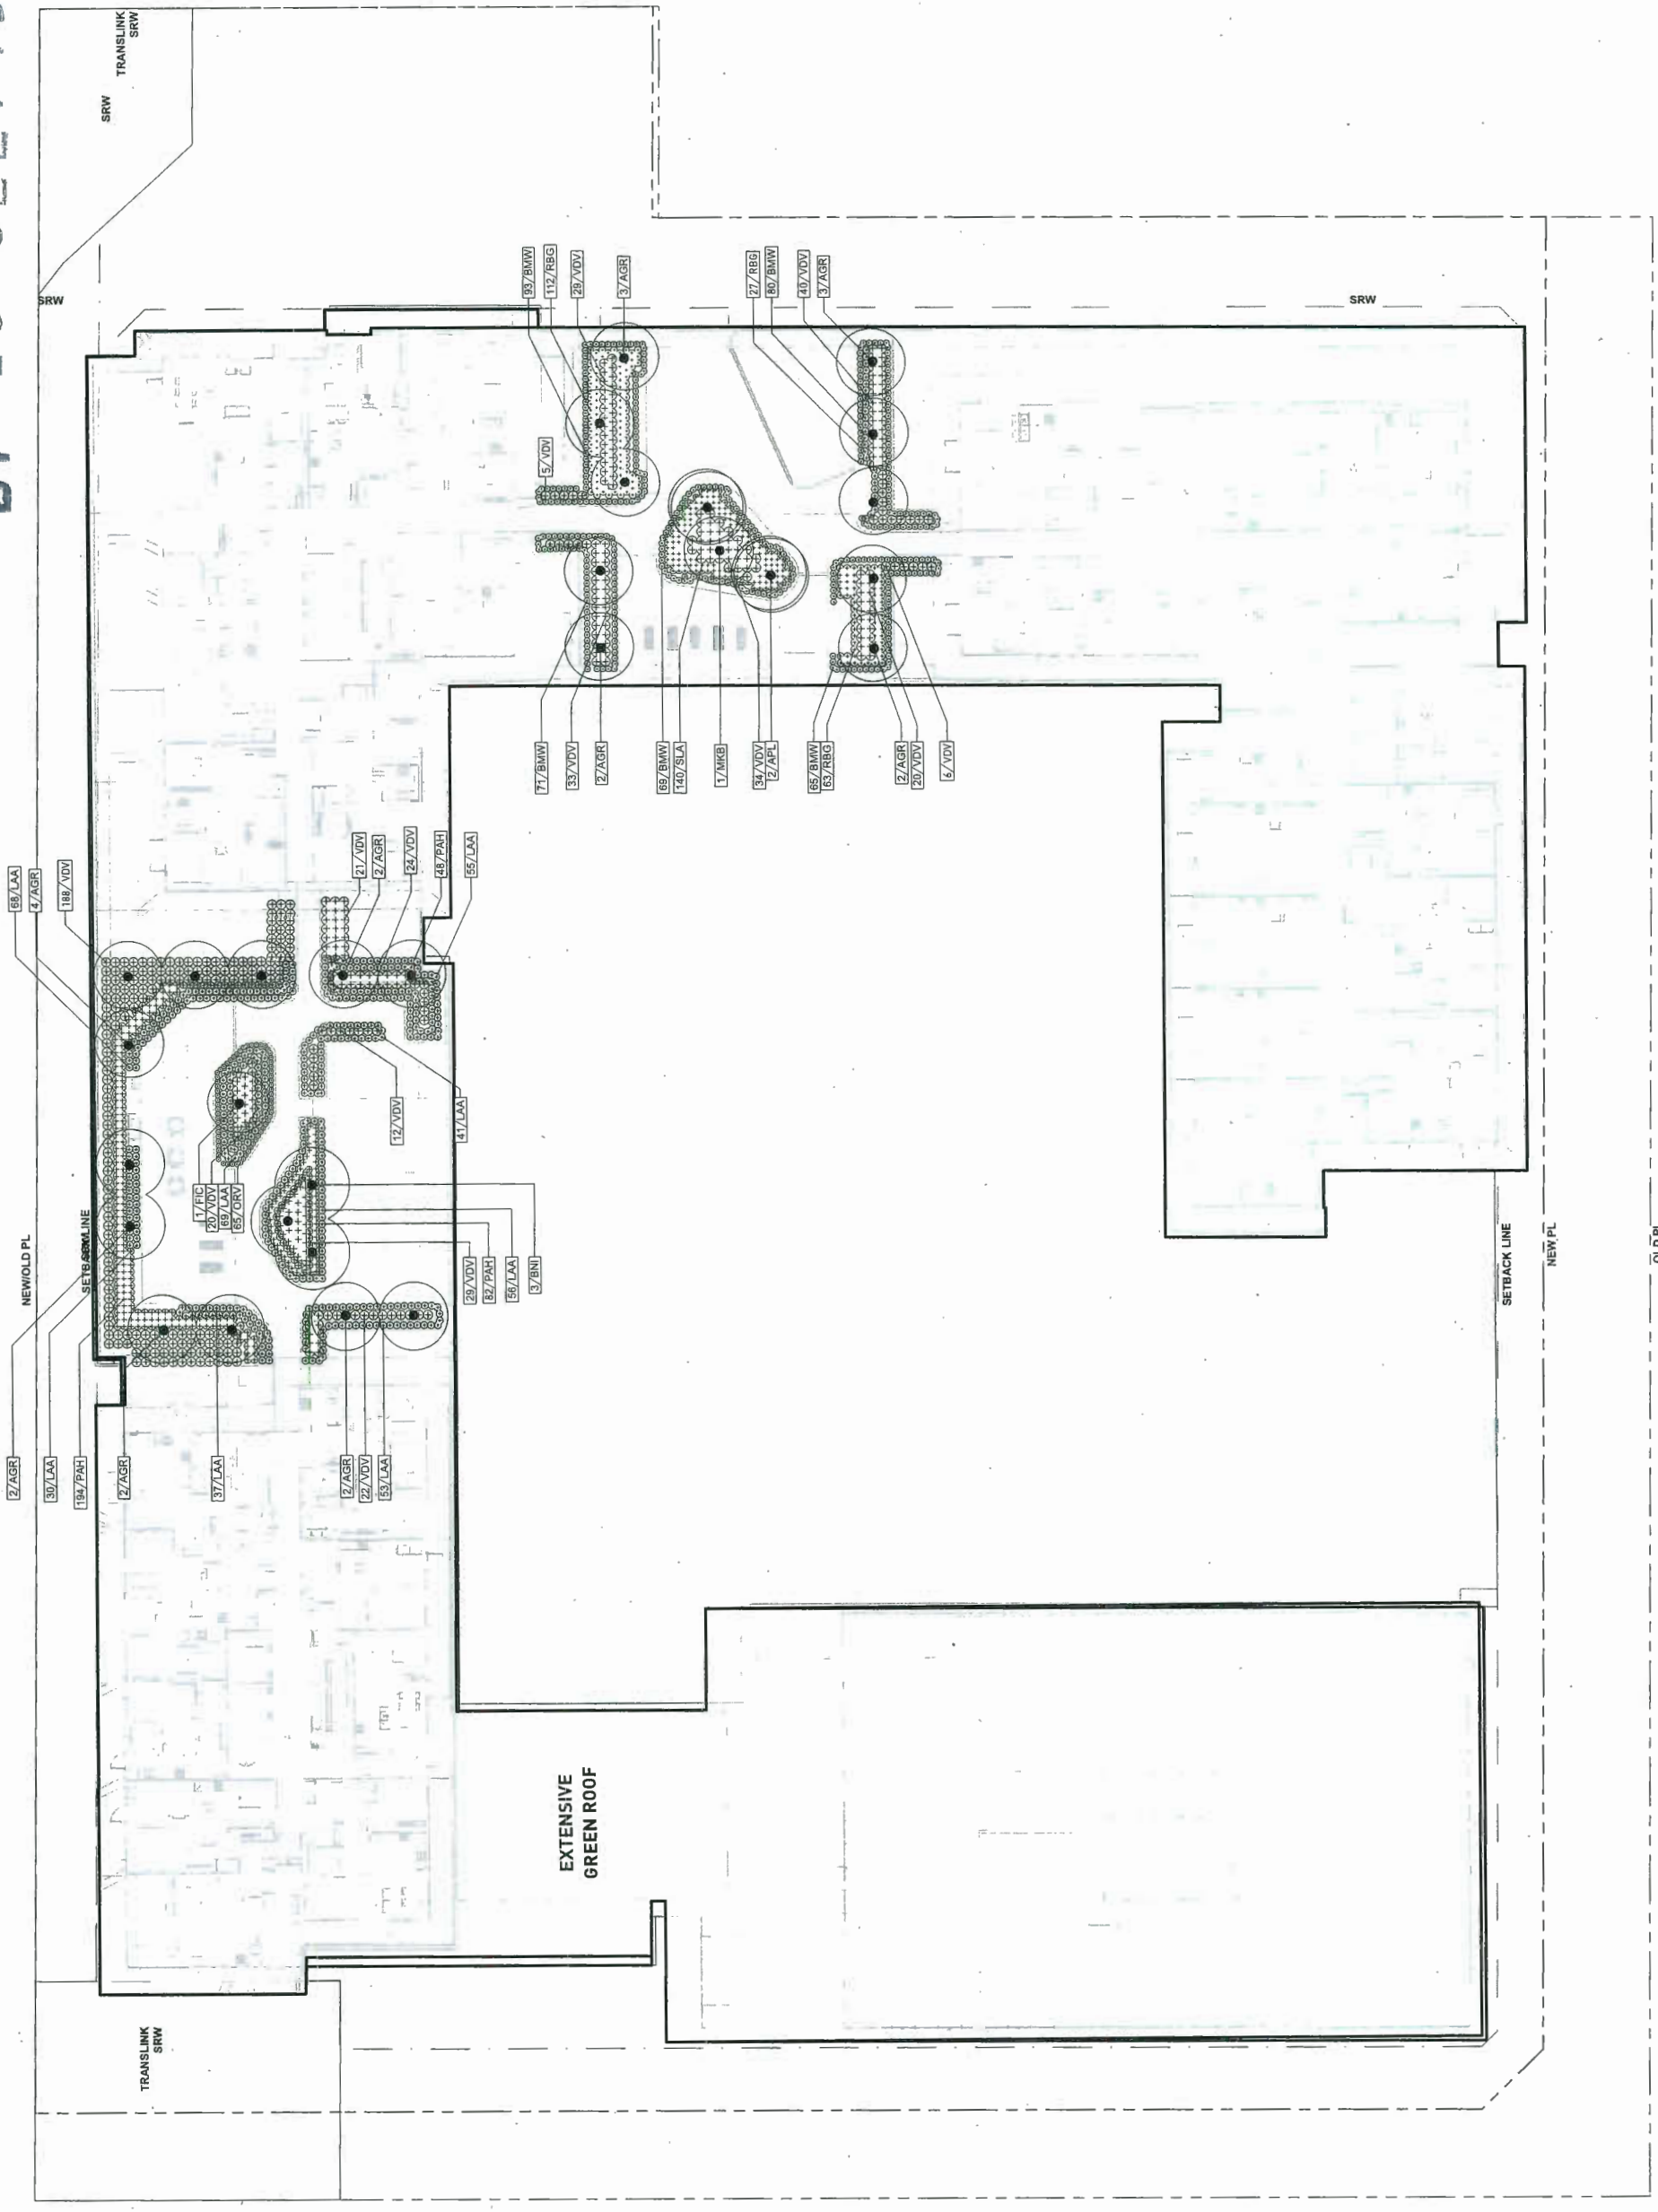 TRANSLINK
SRW
SRW
SRW
SRW
93/BMW
112/RBG
29/VDV
3/AGR
27/RBG
80/BMW
40/VDV
3/AGR
5/VDV
71/BMW
33/VDV
2/AGR
69/BMW
140/SLA
1/MKB
34/VDV
2/APL
65/BMW
63/RBG
2/AGR
20/VDV
6/VDV
68/LAA
4/AGR
188/VDV
21/VDV
2/AGR
24/VDV
48/PAH
55/LAA
12/VDV
41/LAA
1/FIC
20/VDV
69/LAA
65/ORV
29/VDV
82/PAH
56/LAA
3/BNI
NEW/OLD PL
SETBACK LINE
NEW PL
OLD PL
2/AGR
30/LAA
194/PAH
2/AGR
37/LAA
2/AGR
22/VDV
53/LAA
EXTENSIVE
GREEN ROOF
TRANSLINK
SRW